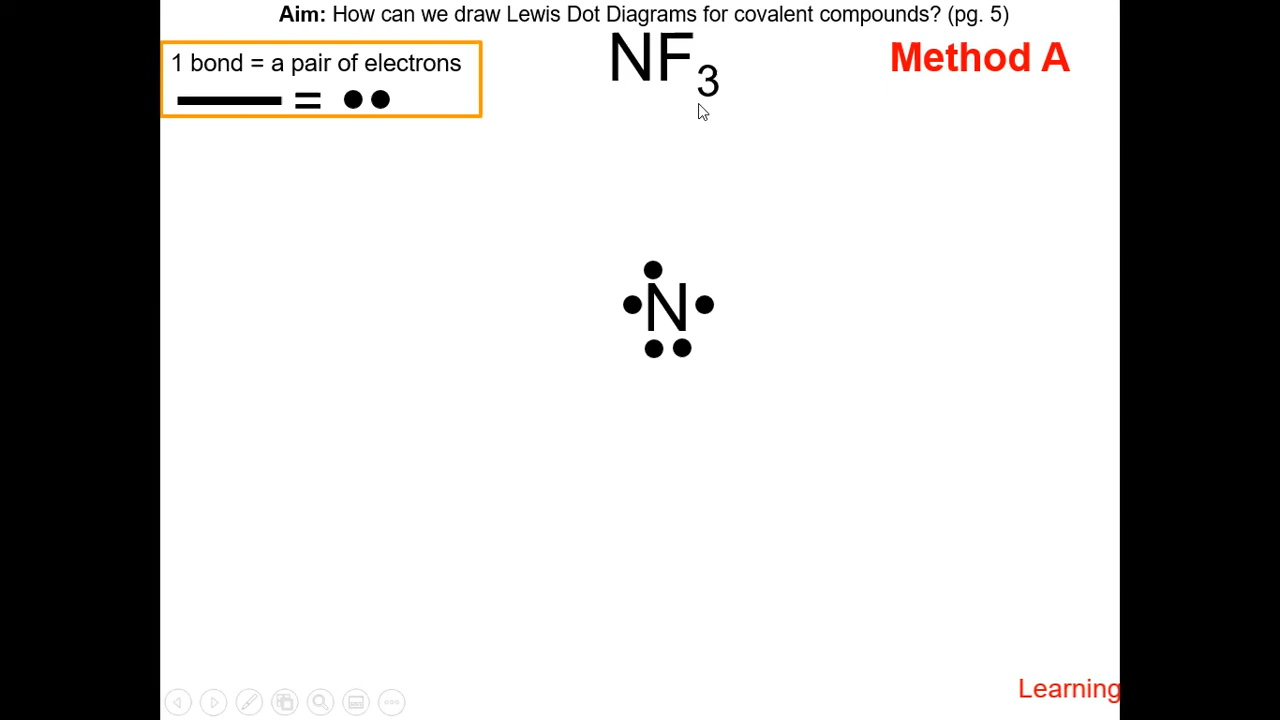 Aim: How can we draw Lewis Dot Diagrams for covalent compounds? (pg. 5)
1 bond = a pair of electrons
=
NF₃
Method A
N
Learning